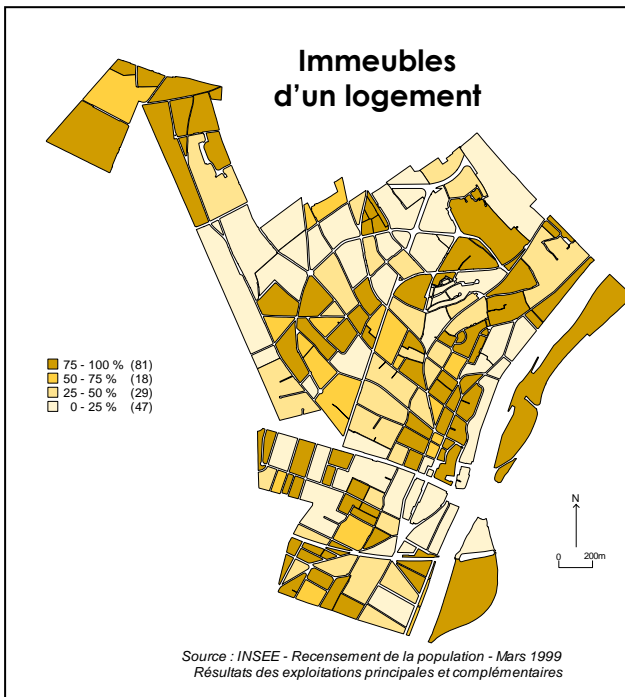 Immeubles
d'un logement
75 - 100 % (81)
50 - 75 % (18)
25 - 50 % (29)
0 - 25 % (47)
N
0 200m
Source : INSEE - Recensement de la population - Mars 1999
Résultats des exploitations principales et complémentaires